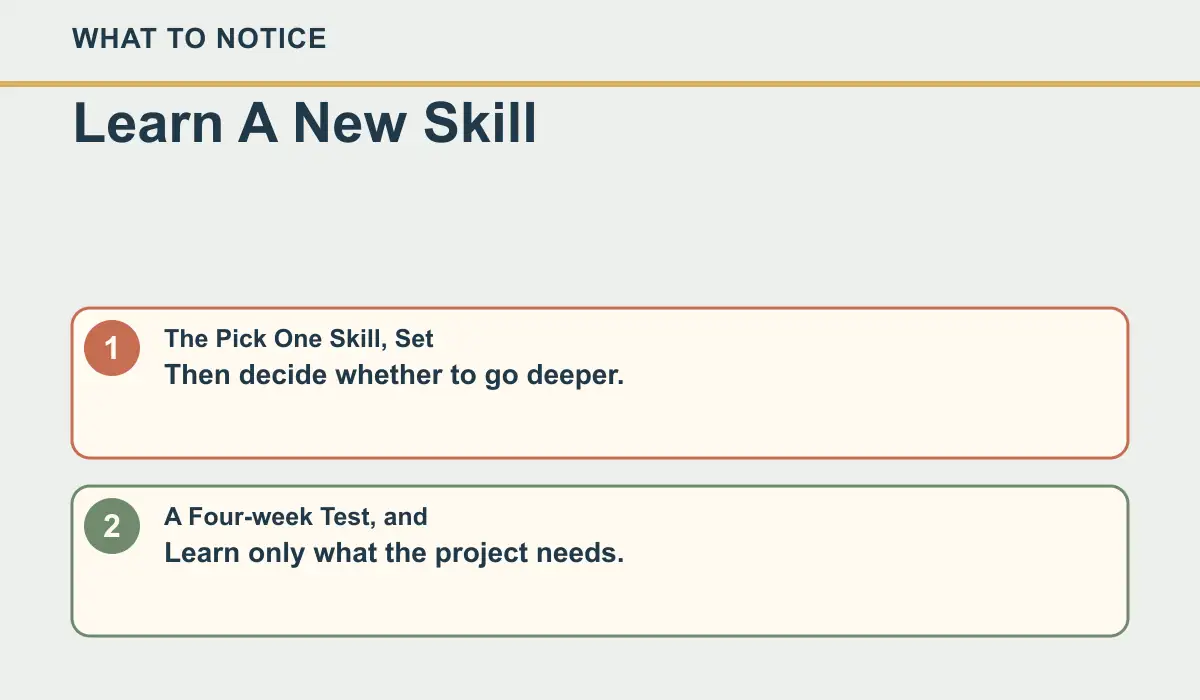 WHAT TO NOTICE
Learn A New Skill
1
The Pick One Skill, Set
Then decide whether to go deeper.
2
A Four-week Test, and
Learn only what the project needs.